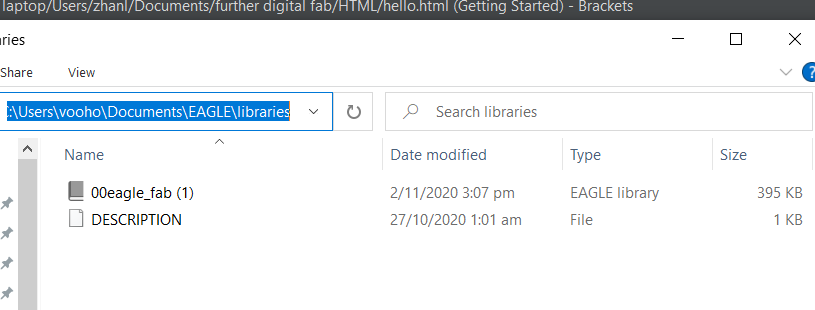 laptop/Users/zhanl/Documents/further digital fab/HTML/hello.html (Getting Started) - Brackets
ries
Share View
:\Users\vooho\Documents\EAGLE\libraries Search libraries
Name Date modified Type Size
00eagle_fab (1) 2/11/2020 3:07 pm EAGLE library 395 KB
DESCRIPTION 27/10/2020 1:01 am File 1 KB